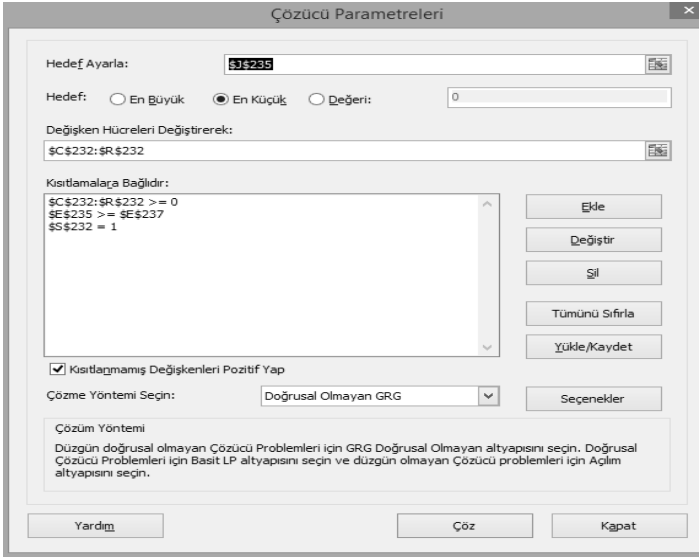 Çözücü Parametreleri
×
Hedef Ayarla: $J$235
Hedef: En Büyük En Küçük Değeri: 0
Değişken Hücreleri Değiştirerek:
$C$232:$R$232
Kısıtlamalara Bağlıdır:
$C$232:$R$232 >= 0
$E$235 >= $E$237
$S$232 = 1
Ekle
Değiştir
Sil
Tümünü Sıfırla
Yükle/Kaydet
Kısıtlanmamış Değişkenleri Pozitif Yap
Çözme Yöntemi Seçin: Doğrusal Olmayan GRG Seçenekler
Çözüm Yöntemi
Düzgün doğrusal olmayan Çözücü Problemleri için GRG Doğrusal Olmayan altyapısını seçin. Doğrusal
Çözücü Problemleri için Basit LP altyapısını seçin ve düzgün olmayan Çözücü problemleri için Açılım
altyapısını seçin.
Yardım Çöz Kapat